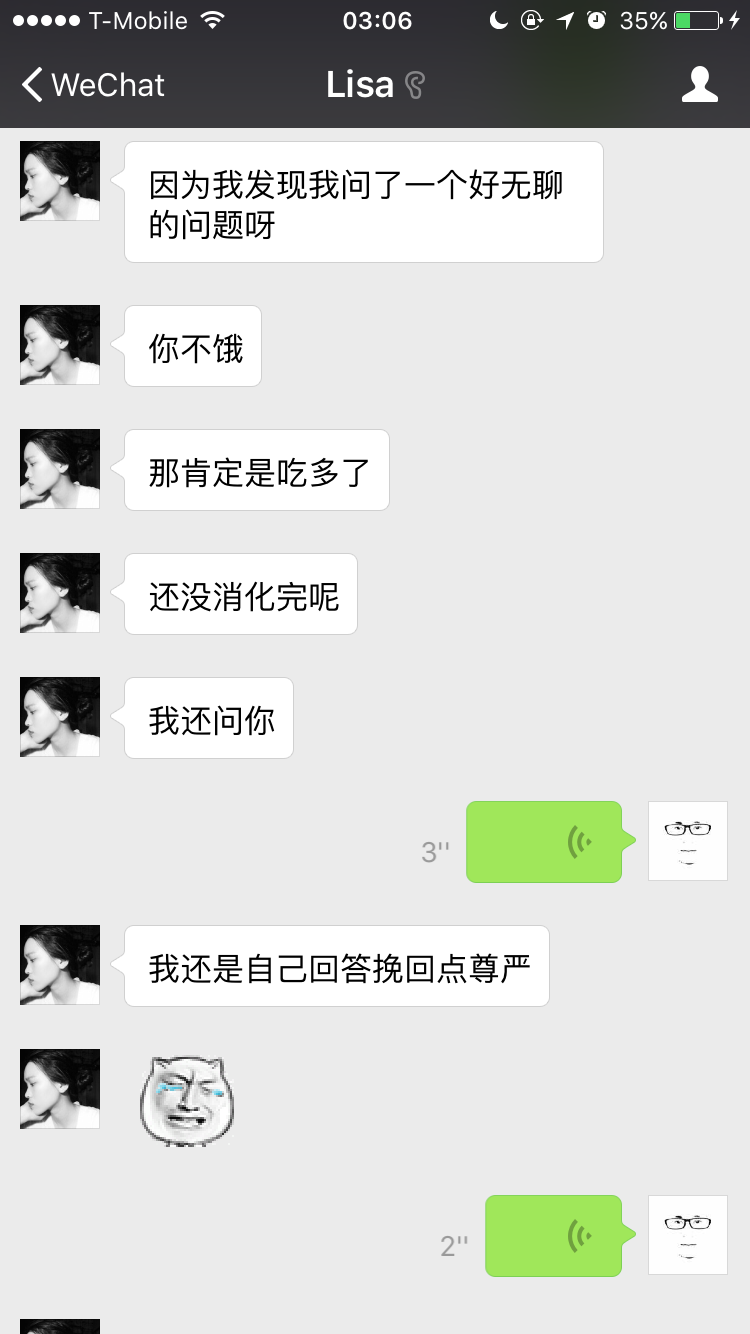 T-Mobile 03:06 35%
WeChat Lisa
因为我发现我问了一个好无聊
的问题呀
你不饿
那肯定是吃多了
还没消化完呢
我还问你
3''
我还是自己回答挽回点尊严
2''